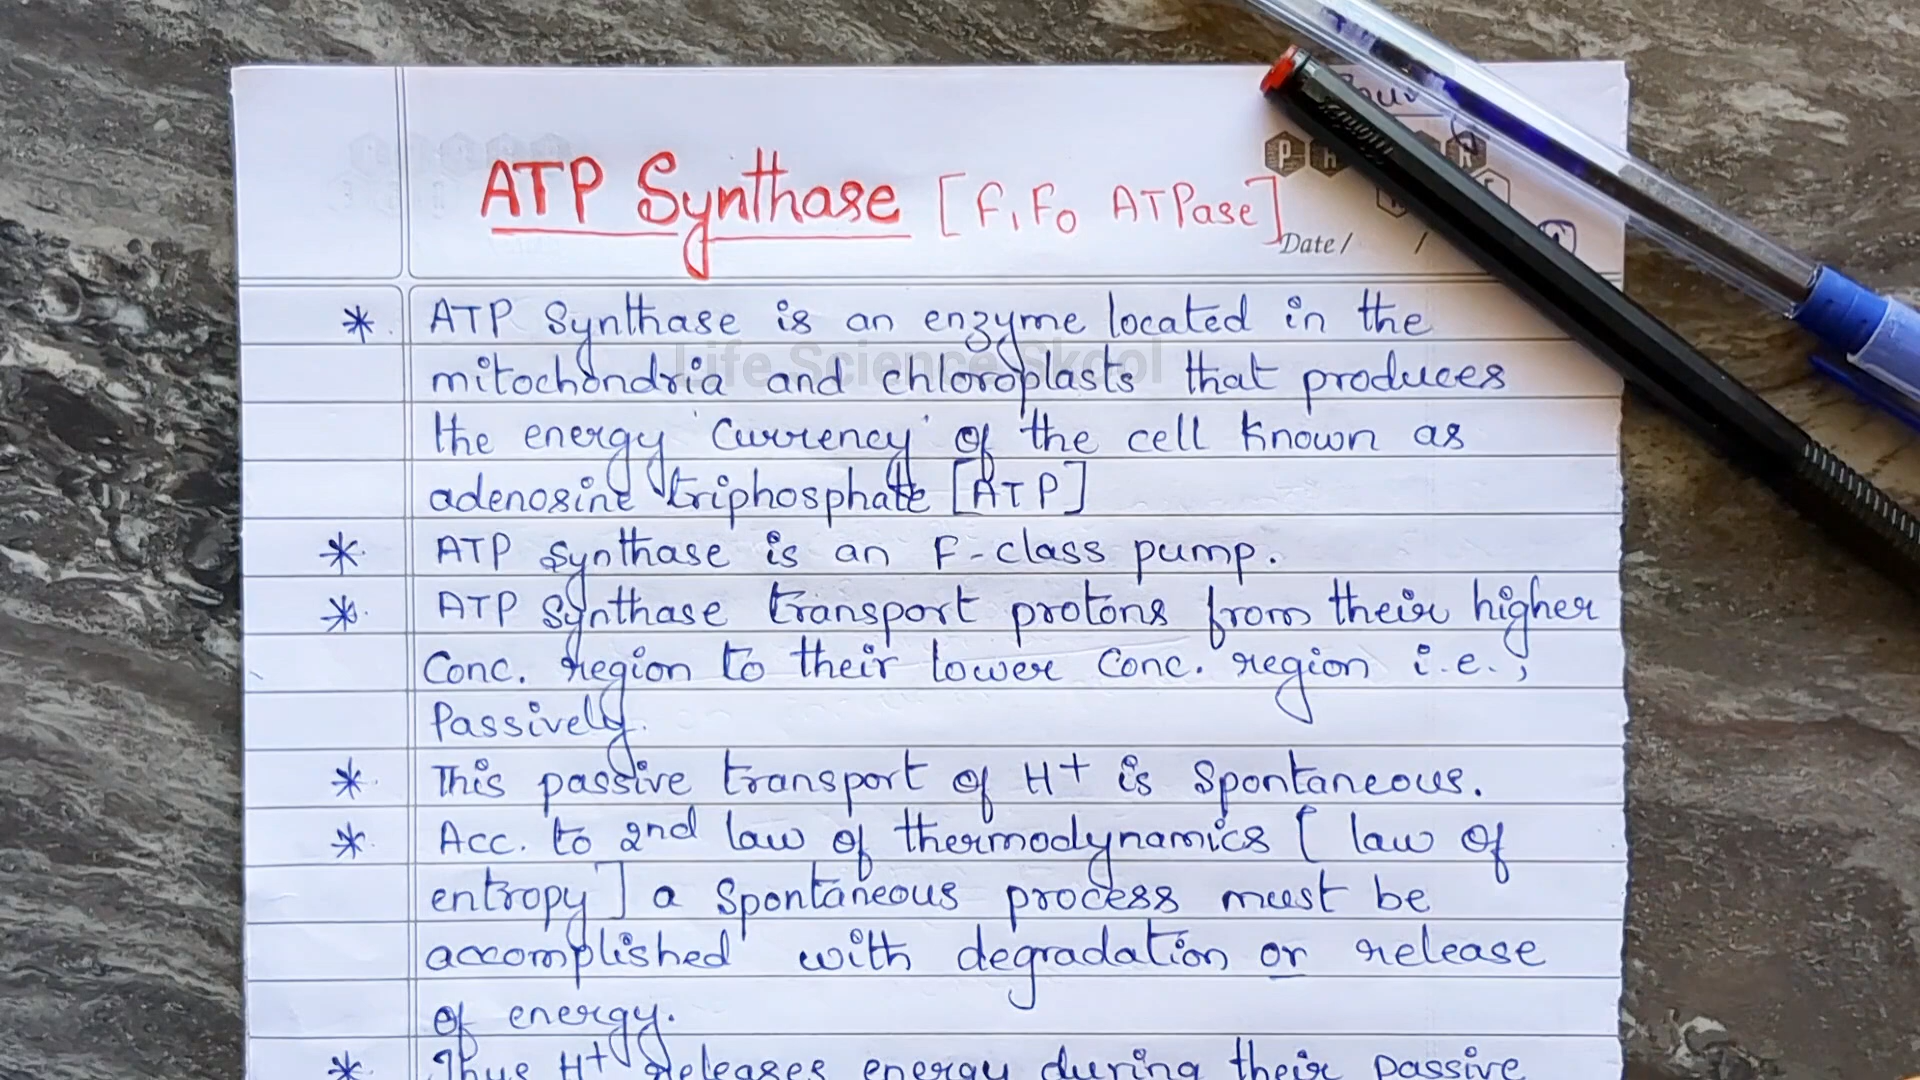 ATP Synthase [F₁F₀ ATPase]
Date / /
* ATP Synthase is an enzyme located in the
Life Science Skool
mitochondria and chloroplasts that produces
the energy 'currency' of the cell known as
adenosine triphosphate [ATP]
* ATP synthase is an F-class pump.
* ATP Synthase transport protons from their higher
Conc. region to their lower Conc. region i.e.,
Passively.
* This passive transport of H+ is Spontaneous.
* Acc. to 2nd law of thermodynamics [ law of
entropy ] a Spontaneous process must be
accomplished with degradation or release
of energy.
* Thus H+ releases energy during their passive